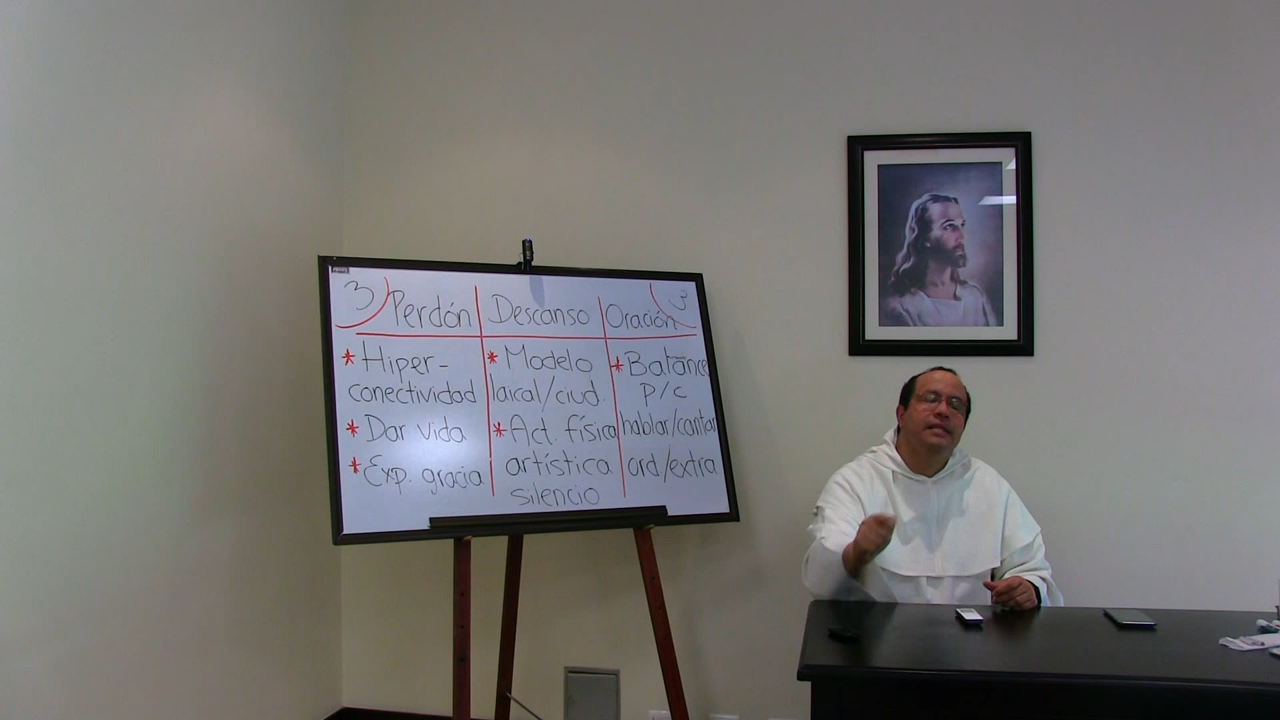 3 Perdón Descanso Oración 3
* Hiper-
conectividad
* Dar vida
* Exp. gracia
* Modelo
laical/ciud.
* Act. física
artística
silencio
* Balance
P/C
hablar/cantar
ord/extra